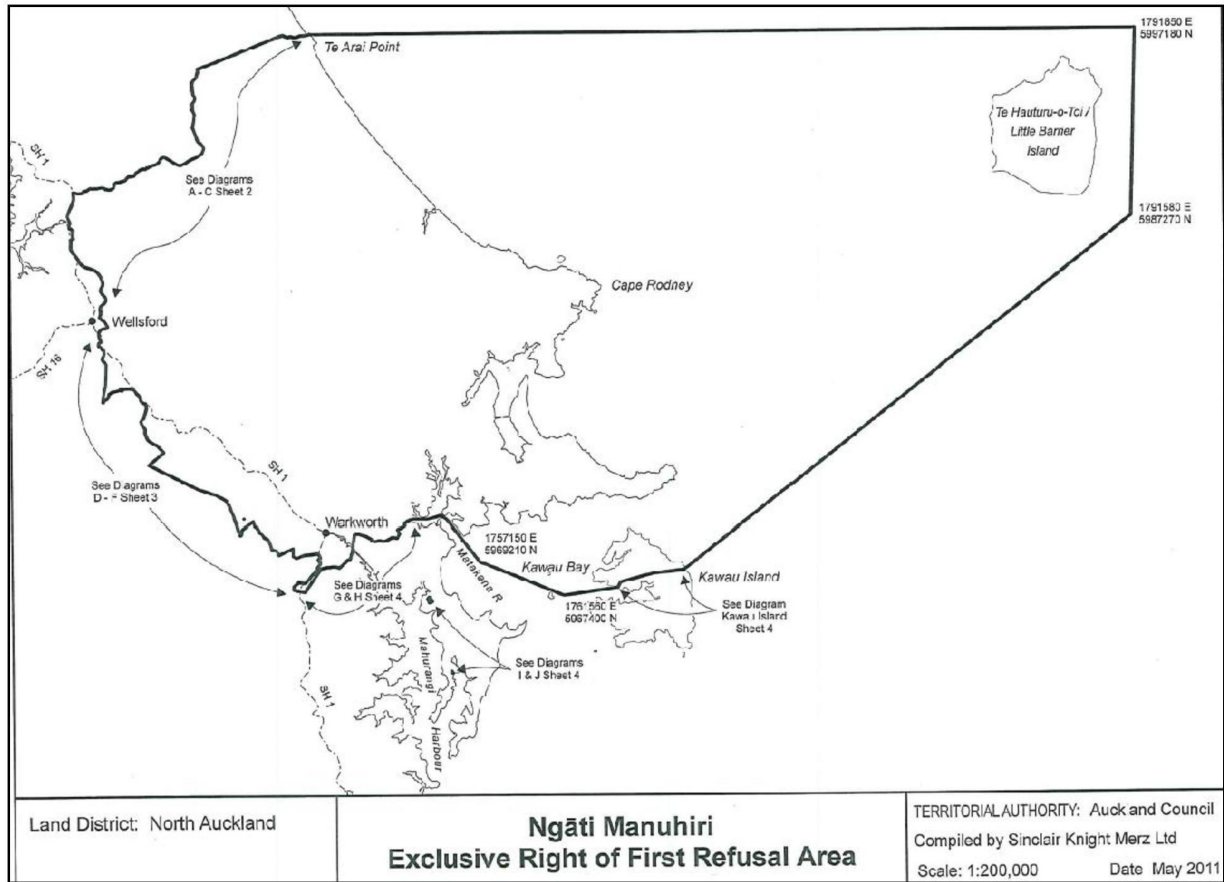 1791850 E
5997180 N
Te Arai Point
Te Hauturu-o-Toi /
Little Barrier
Island
SH 1
See Diagrams
A - C Sheet 2
1791580 E
5987270 N
Cape Rodney
Wellsford
SH 16
See Diagrams
D - F Sheet 3
SH 1
Warkworth
1757150 E
5969210 N
Matakana R
Kawau Bay
Kawau Island
See Diagrams
G & H Sheet 4
1761560 E
5967400 N
See Diagram
Kawau Island
Sheet 4
See Diagrams
I & J Sheet 4
Mahurangi
Harbour
SH 1
Land District: North Auckland
Ngāti Manuhiri
Exclusive Right of First Refusal Area
TERRITORIAL AUTHORITY: Auckland Council
Compiled by Sinclair Knight Merz Ltd
Scale: 1:200,000 Date May 2011